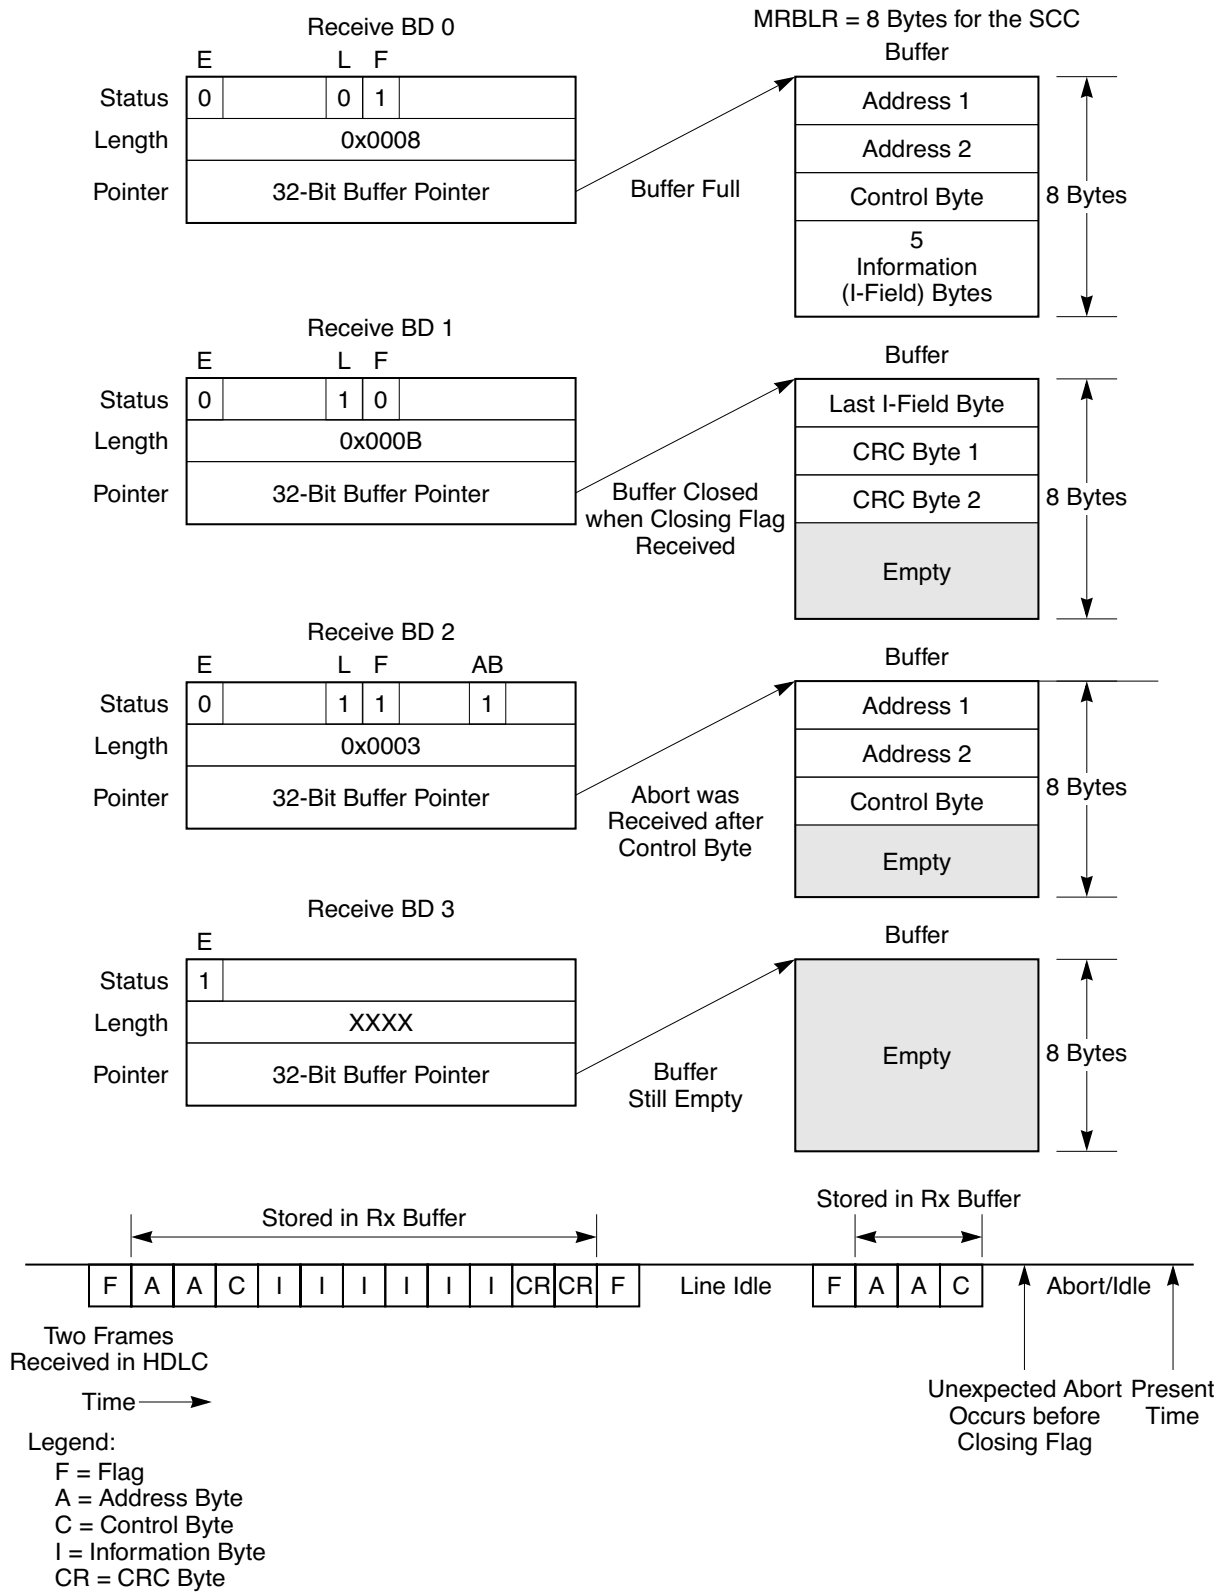 MRBLR = 8 Bytes for the SCC
Receive BD 0
Buffer
E L F
Status 0 0 1
Length 0x0008
Pointer 32-Bit Buffer Pointer
Buffer Full
Address 1
Address 2
Control Byte
5
Information
(I-Field) Bytes
8 Bytes
Receive BD 1
Buffer
E L F
Status 0 1 0
Length 0x000B
Pointer 32-Bit Buffer Pointer
Buffer Closed
when Closing Flag
Received
Last I-Field Byte
CRC Byte 1
CRC Byte 2
Empty
8 Bytes
Receive BD 2
Buffer
E L F AB
Status 0 1 1 1
Length 0x0003
Pointer 32-Bit Buffer Pointer
Abort was
Received after
Control Byte
Address 1
Address 2
Control Byte
Empty
8 Bytes
Receive BD 3
Buffer
E
Status 1
Length XXXX
Pointer 32-Bit Buffer Pointer
Buffer
Still Empty
Empty
8 Bytes
Stored in Rx Buffer
Stored in Rx Buffer
F A A C I I I I I I CR CR F Line Idle F A A C Abort/Idle
Two Frames
Received in HDLC
Time
Unexpected Abort
Occurs before
Closing Flag
Present
Time
Legend:
F = Flag
A = Address Byte
C = Control Byte
I = Information Byte
CR = CRC Byte